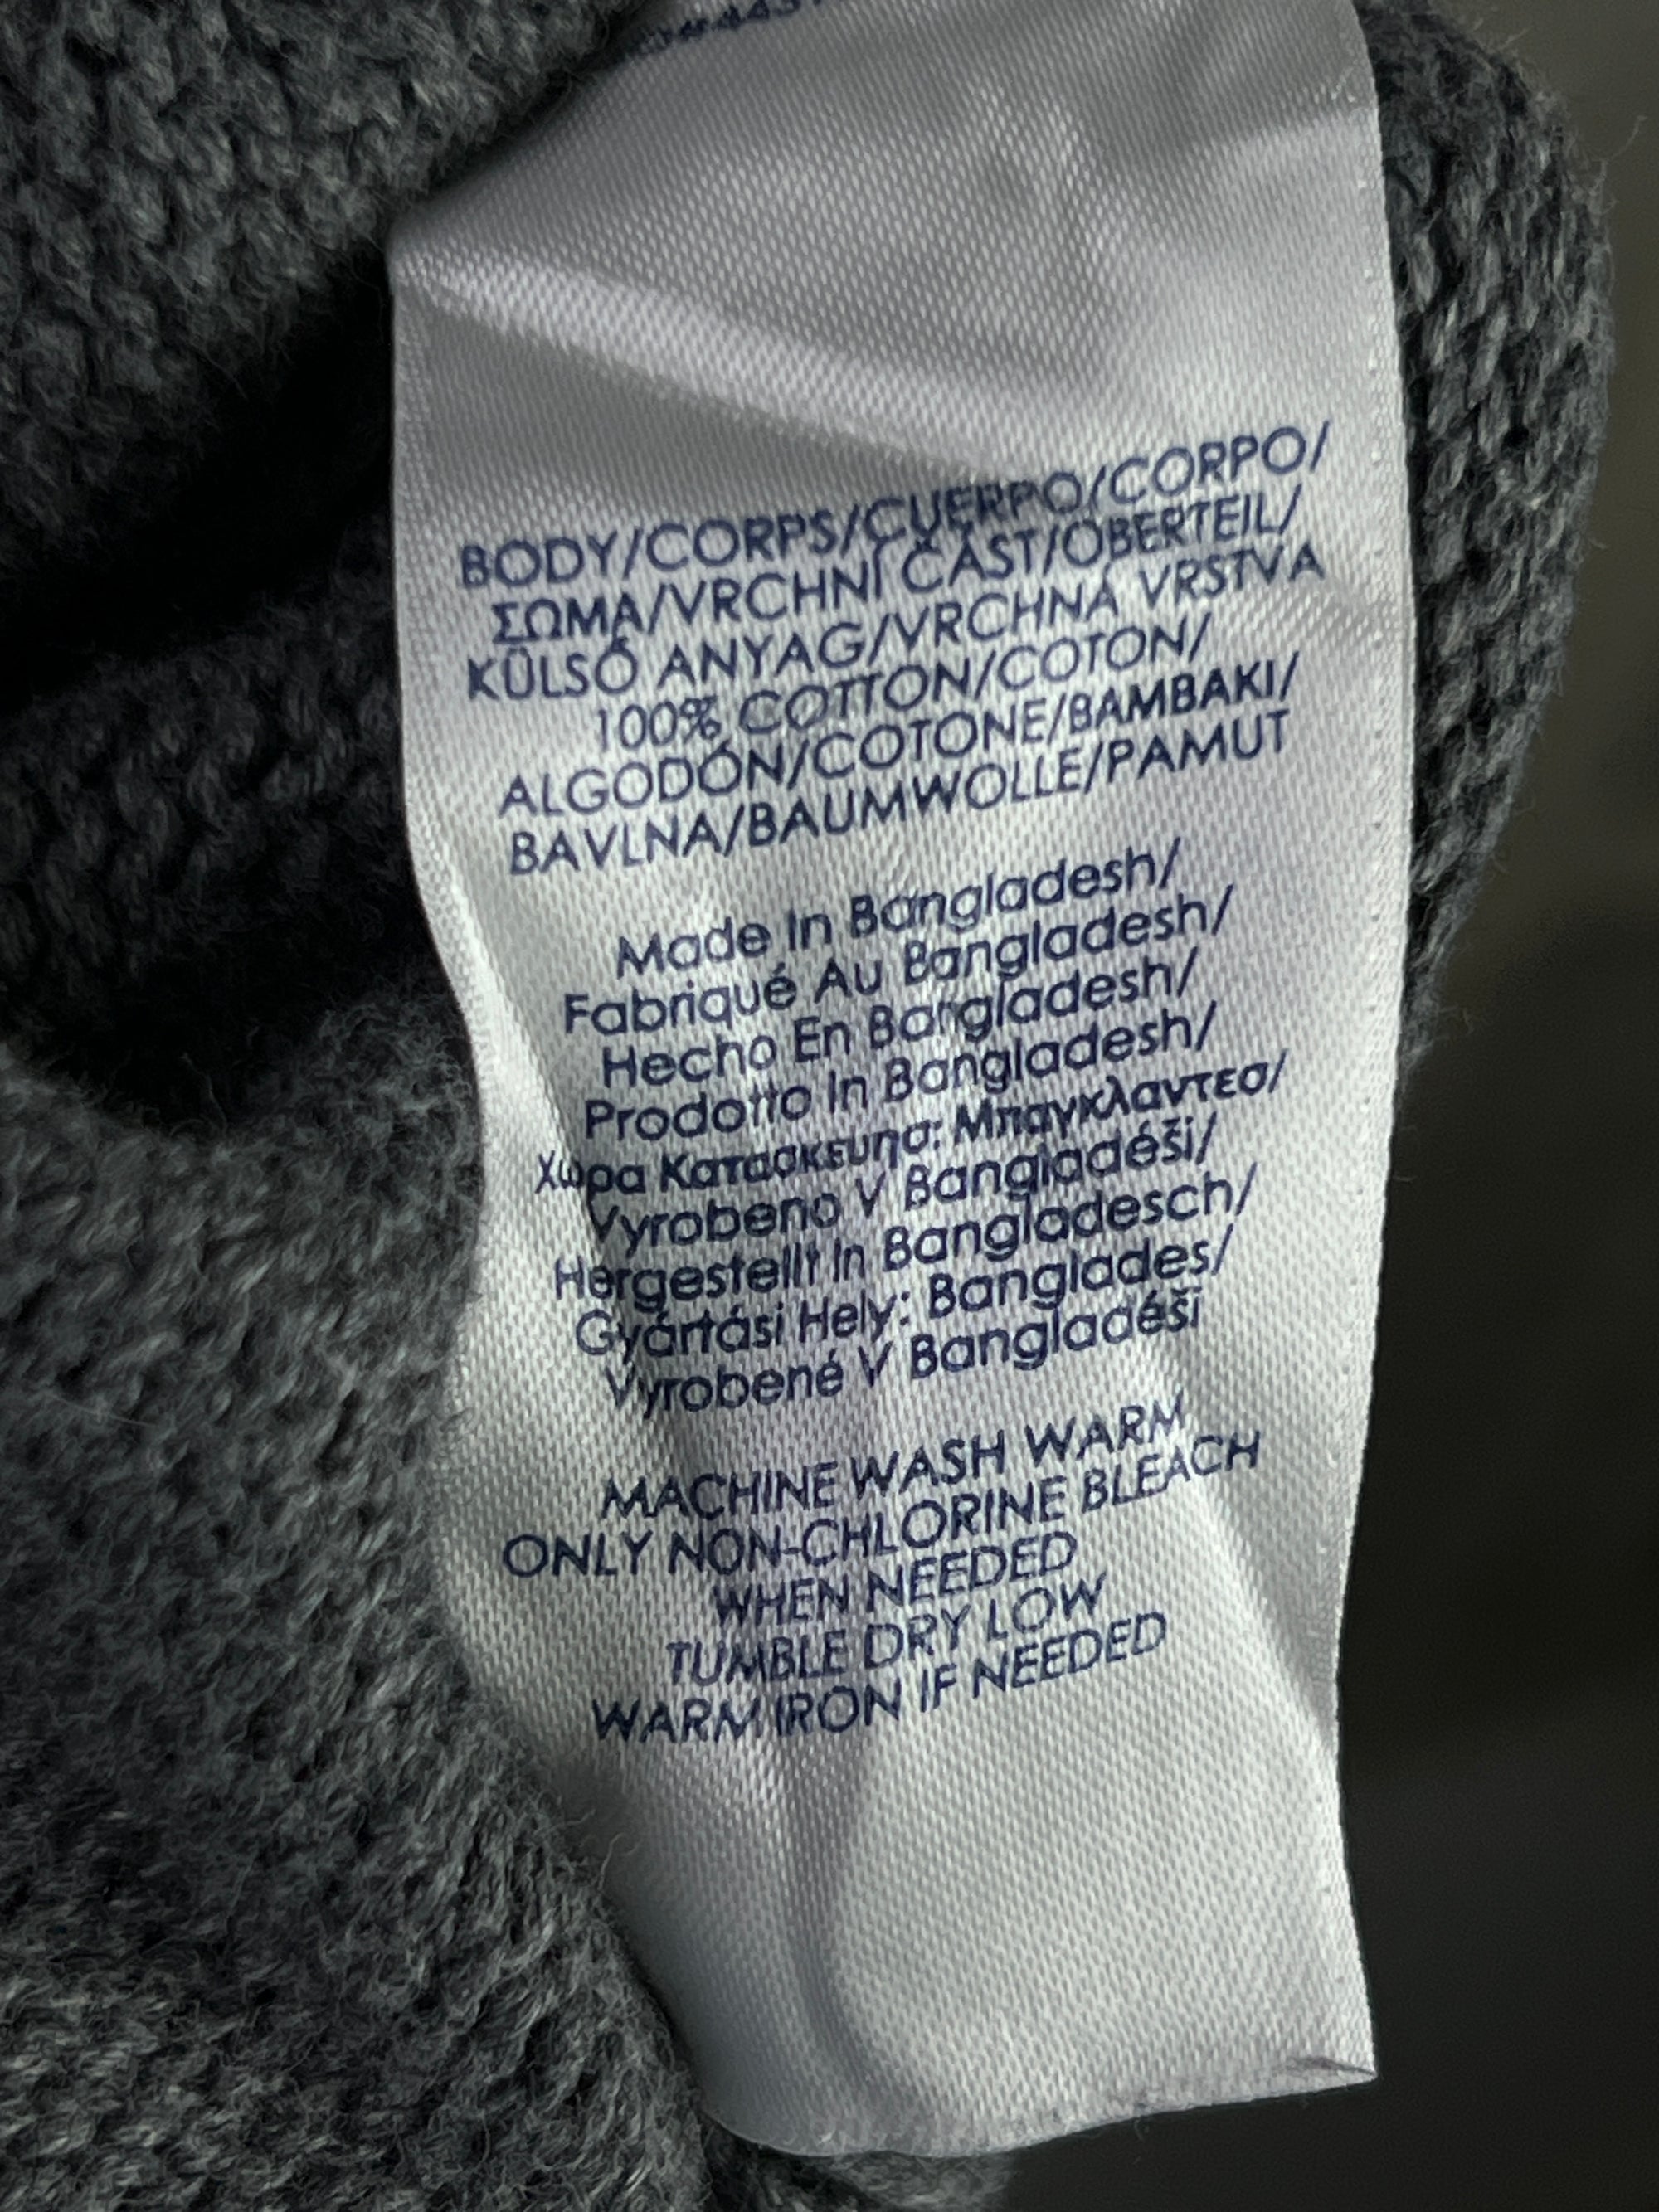 BODY/CORPS/CUERPO/CORPO/
ΣΩΜΑ/VRCHNÍ ČÁST/OBERTEIL/
KÜLSŐ ANYAG/VRCHNÁ VRSTVA
100% COTTON/COTON/
ALGODÓN/COTONE/BAMBAKI/
BAVLNA/BAUMWOLLE/PAMUT
Made In Bangladesh/
Fabriqué Au Bangladesh/
Hecho En Bangladesh/
Prodotto In Bangladesh/
Χωρα Κατασκευησ: Μπαγκλαντεσ/
Vyrobeno V Bangladéši/
Hergestellt In Bangladesch/
Gyártási Hely: Banglades/
Vyrobené V Bangladéši
MACHINE WASH WARM
ONLY NON-CHLORINE BLEACH
WHEN NEEDED
TUMBLE DRY LOW
WARM IRON IF NEEDED